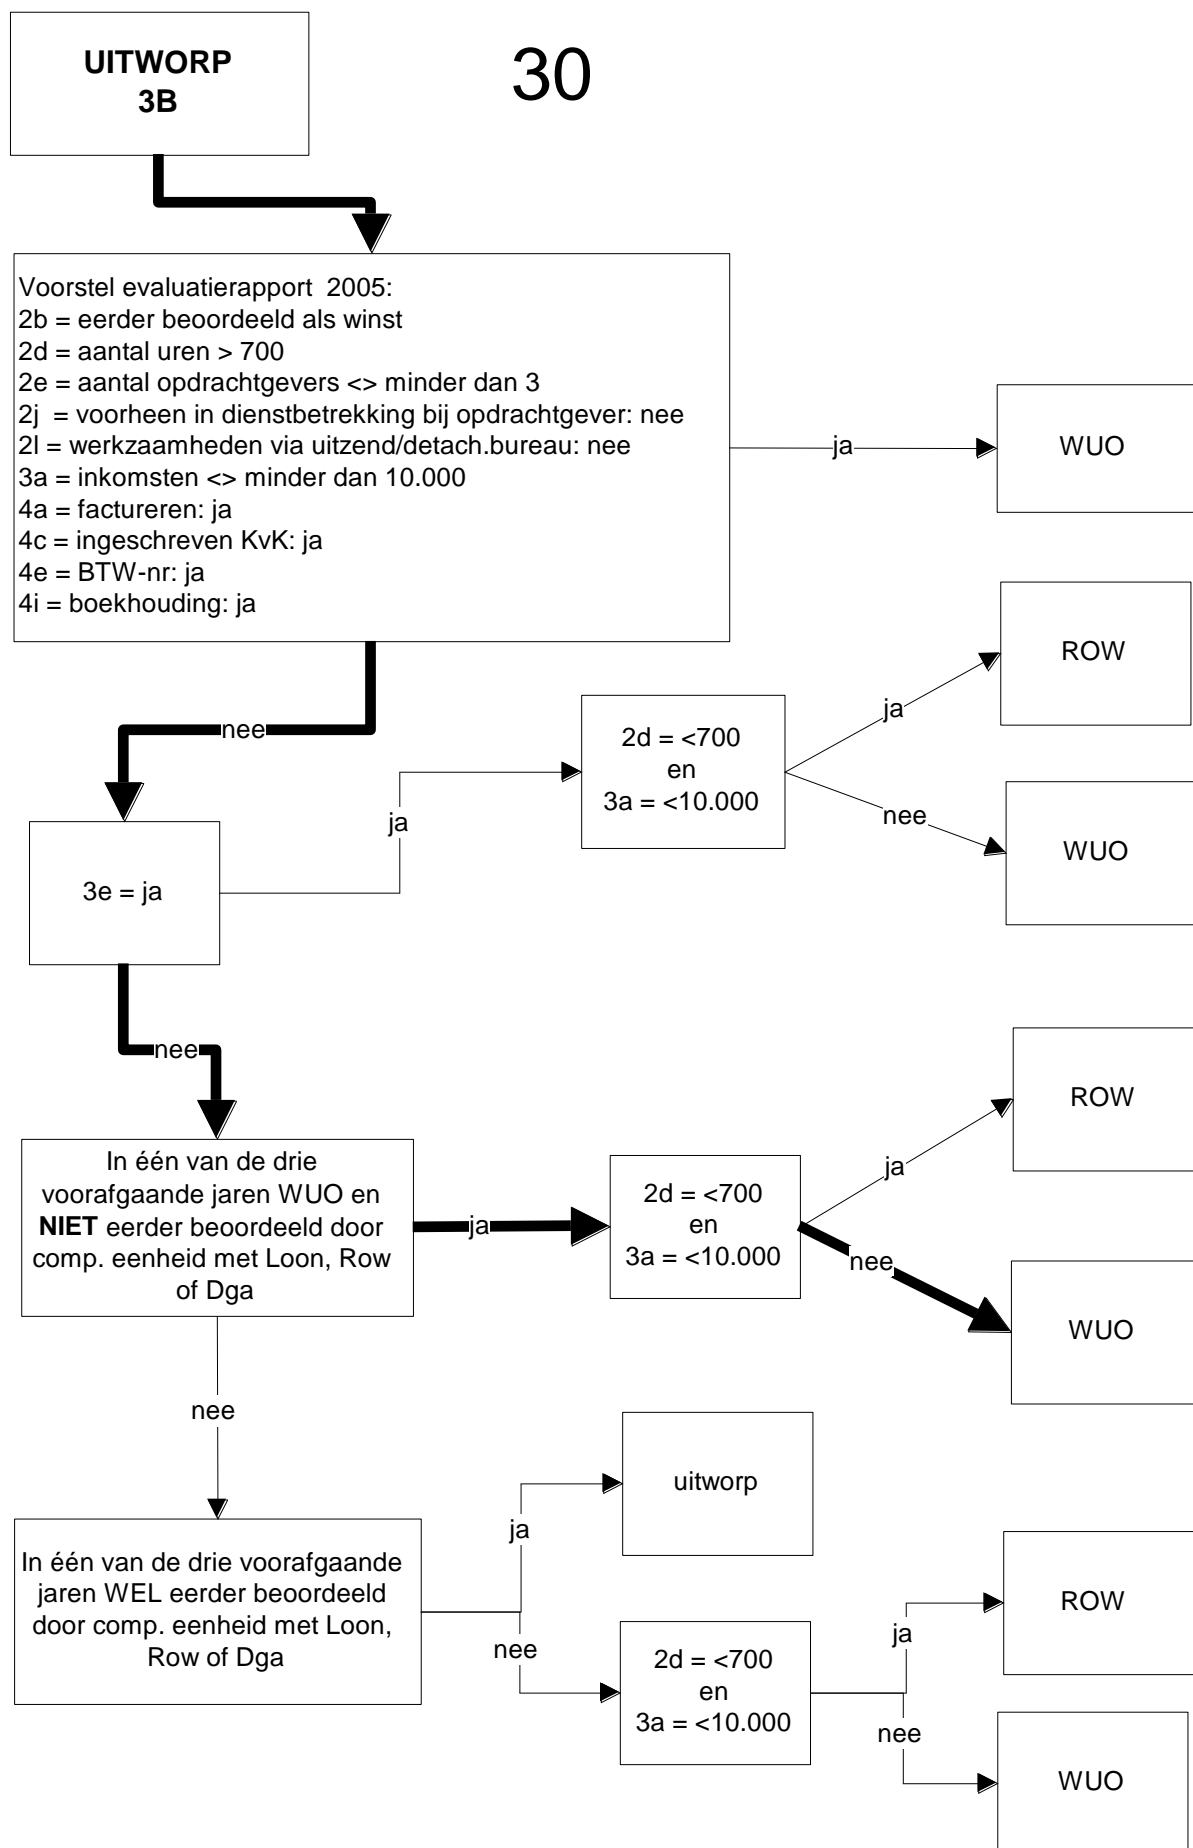 UITWORP
3B
30
Voorstel evaluatierapport  2005:
2b = eerder beoordeeld als winst
2d = aantal uren > 700
2e = aantal opdrachtgevers <> minder dan 3
2j  = voorheen in dienstbetrekking bij opdrachtgever: nee
2l = werkzaamheden via uitzend/detach.bureau: nee
3a = inkomsten <> minder dan 10.000
4a = factureren: ja
4c = ingeschreven KvK: ja
4e = BTW-nr: ja
4i = boekhouding: ja
ja
WUO
nee
3e = ja
ja
2d = <700
en
3a = <10.000
ja
ROW
nee
WUO
nee
In één van de drie
voorafgaande jaren WUO en
NIET eerder beoordeeld door
comp. eenheid met Loon, Row
of Dga
ja
2d = <700
en
3a = <10.000
ja
ROW
nee
WUO
nee
In één van de drie voorafgaande
jaren WEL eerder beoordeeld
door comp. eenheid met Loon,
Row of Dga
ja
uitworp
nee
2d = <700
en
3a = <10.000
ja
ROW
nee
WUO